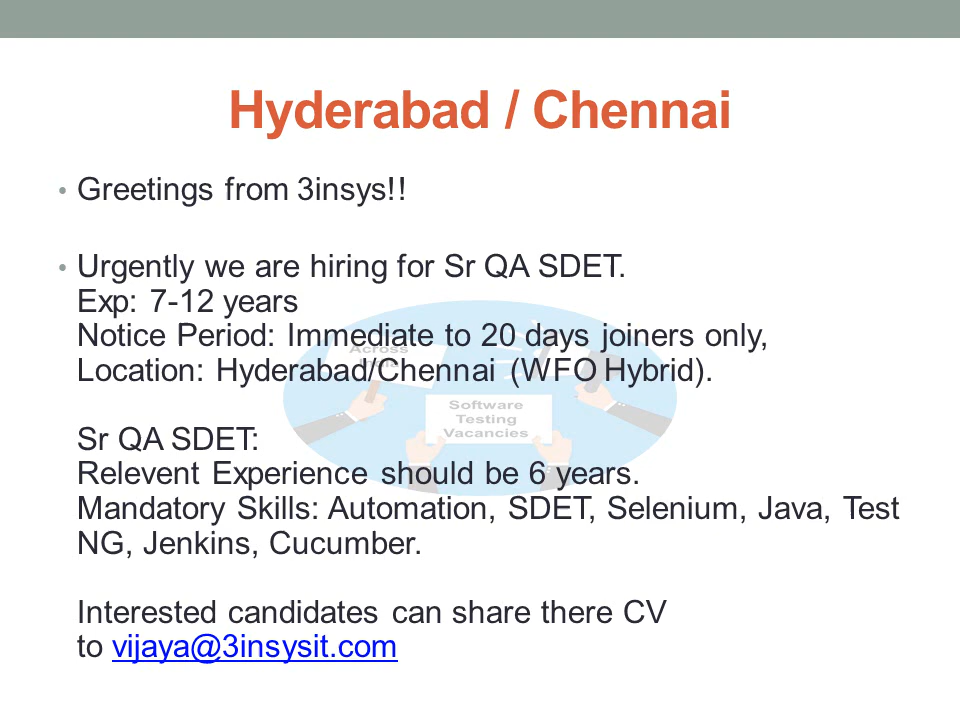 Hyderabad / Chennai
• Greetings from 3insys!!
• Urgently we are hiring for Sr QA SDET.
Exp: 7-12 years
Notice Period: Immediate to 20 days joiners only,
Across
Location: Hyderabad/Chennai (WFO Hybrid).
Software
Testing
Vacancies
Sr QA SDET:
Relevent Experience should be 6 years.
Mandatory Skills: Automation, SDET, Selenium, Java, Test
NG, Jenkins, Cucumber.
Interested candidates can share there CV
to vijaya@3insysit.com